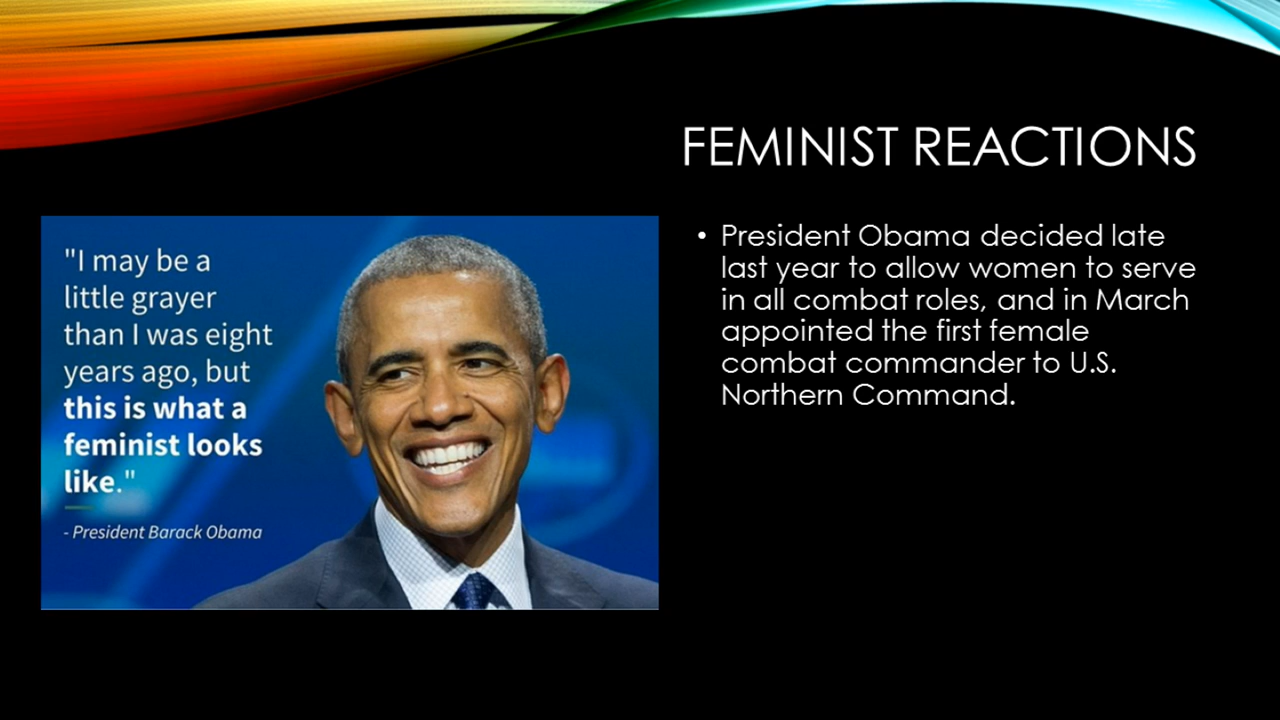 FEMINIST REACTIONS
"I may be a
little grayer
than I was eight
years ago, but
this is what a
feminist looks
like."
- President Barack Obama
• President Obama decided late
last year to allow women to serve
in all combat roles, and in March
appointed the first female
combat commander to U.S.
Northern Command.